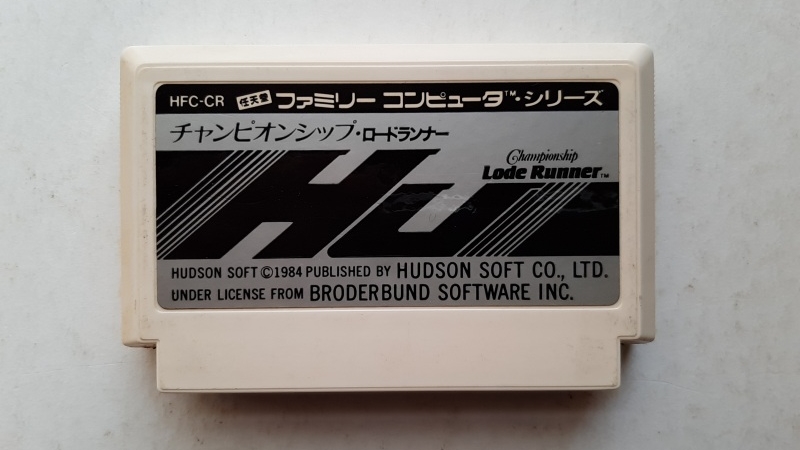 HFC-CR 任天堂 ファミリー コンピュータ™・シリーズ
チャンピオンシップ・ロードランナー
Championship
Lode Runner™
HU
HUDSON SOFT ©1984 PUBLISHED BY HUDSON SOFT CO., LTD.
UNDER LICENSE FROM BRODERBUND SOFTWARE INC.